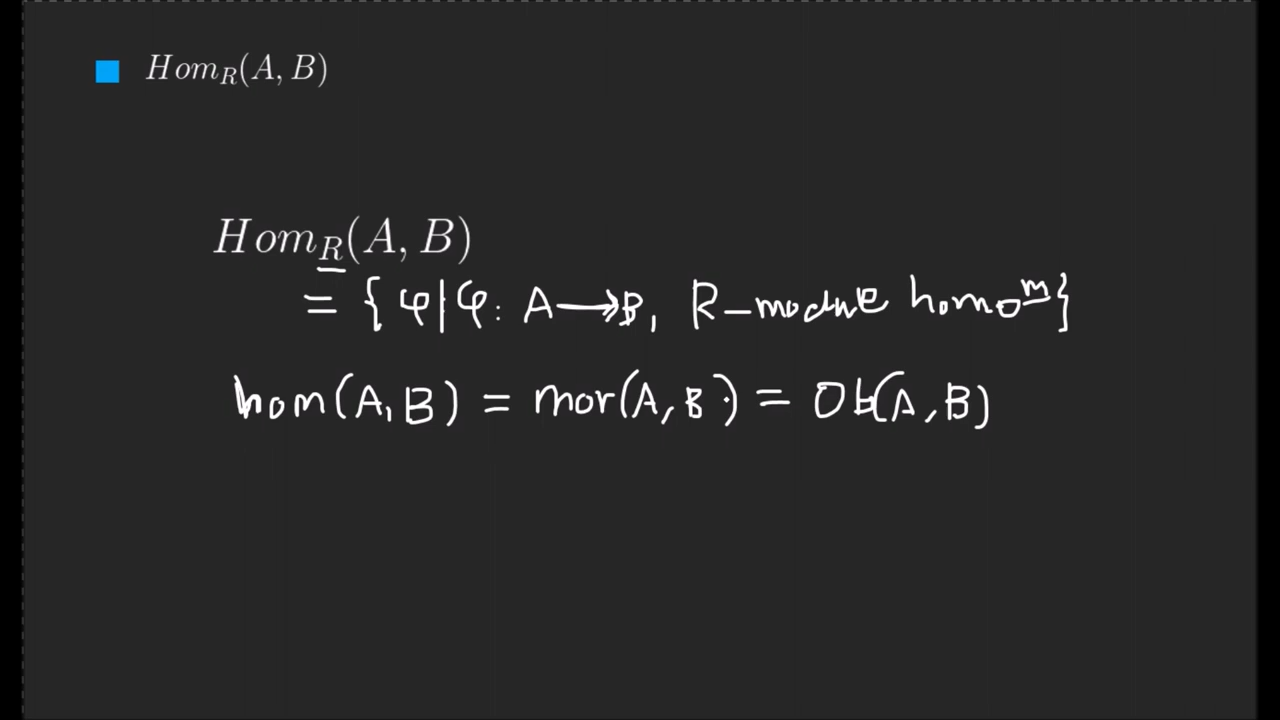 Hom_R(A, B)
Hom_R(A, B)
= { φ | φ: A → B, R-module homo^m }
hom(A, B) = mor(A, B) = Ob(A, B)